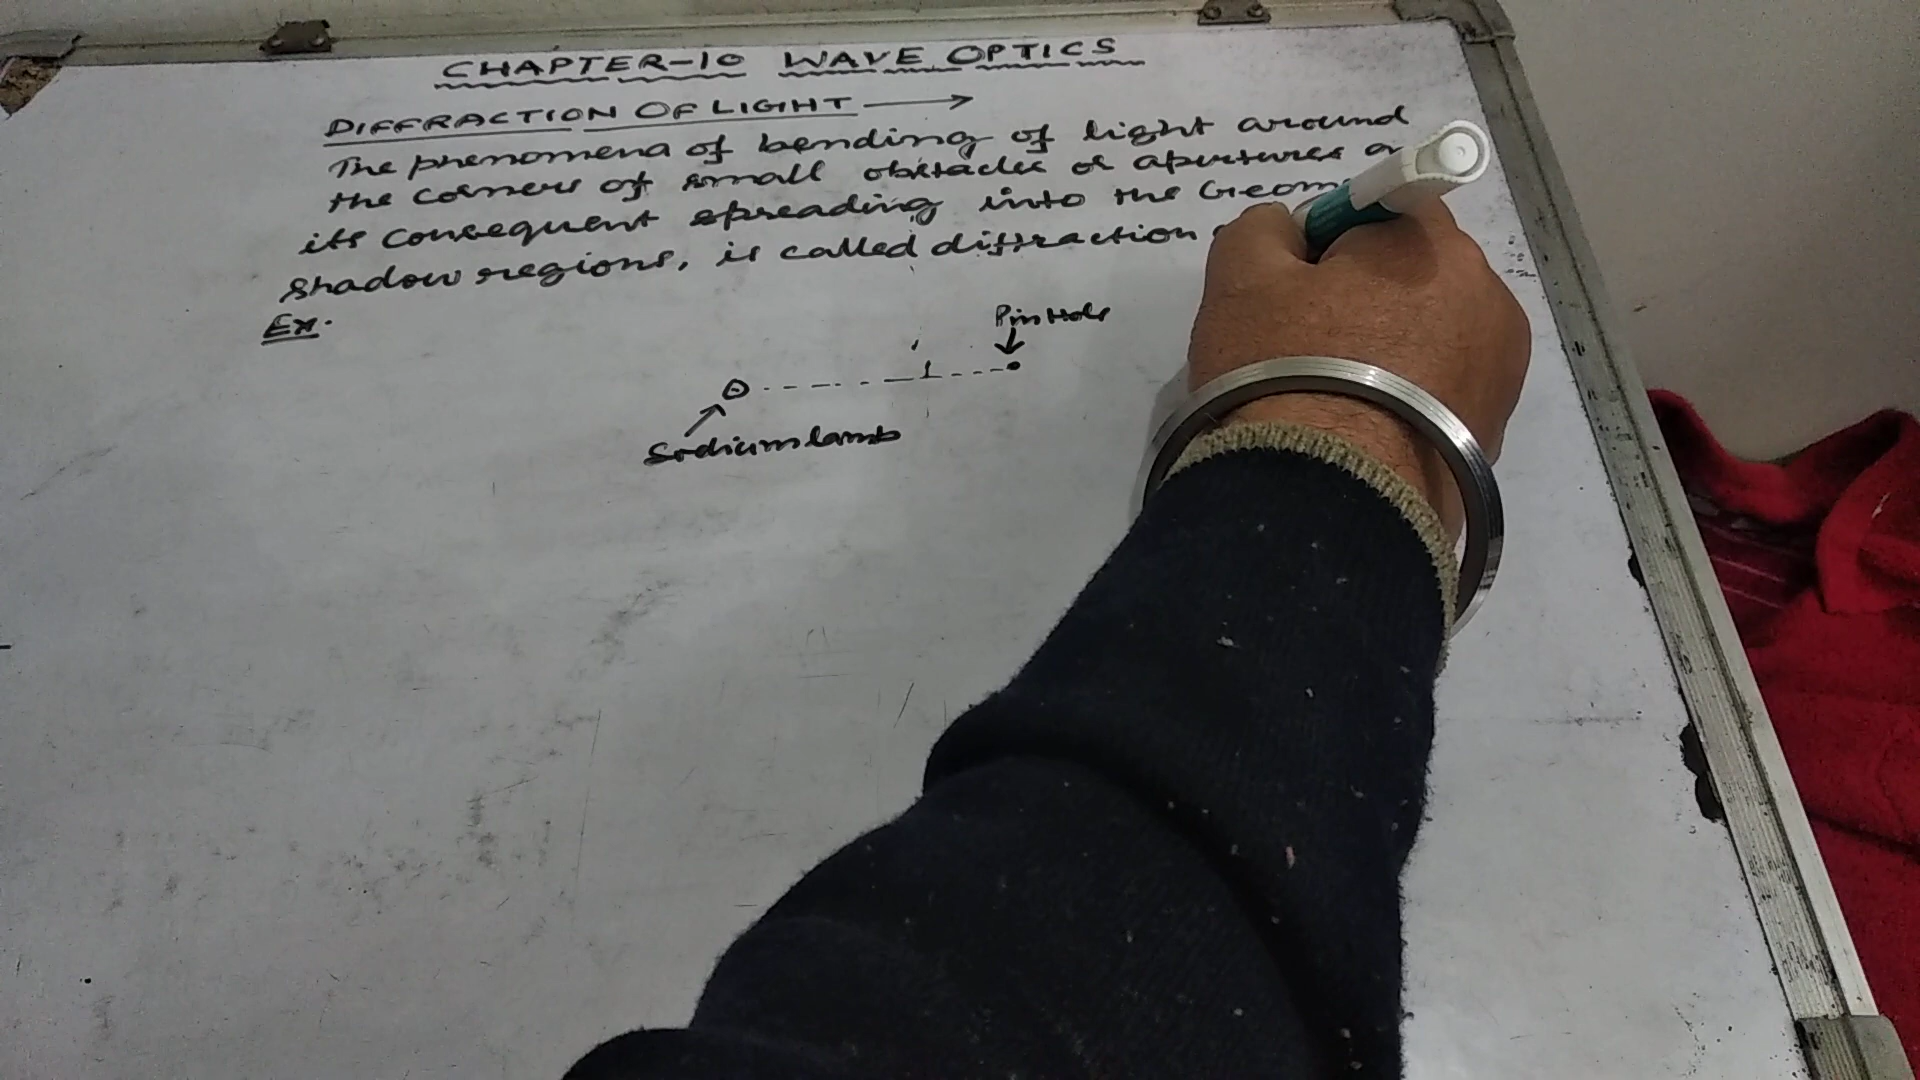 CHAPTER-10 WAVE OPTICS
DIFFRACTION OF LIGHT
The phenomena of bending of light around
the corners of small obstacles or apertures
its consequent spreading into the Geom
shadow regions, is called diffraction
Ex.
Pin Hole
Sodium lamb